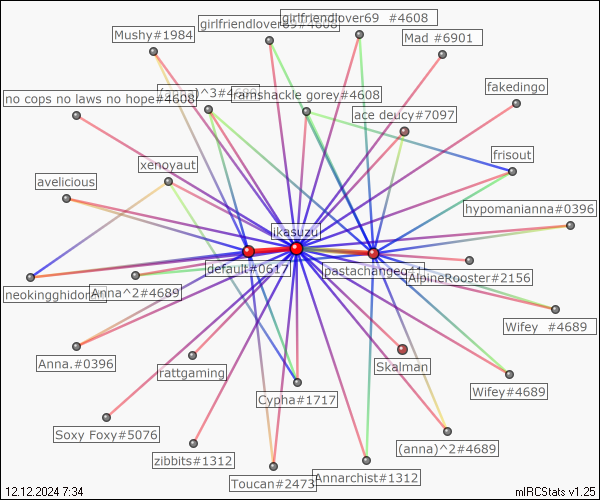 girlfriendlover69 #4608
girlfriendlover69#4608
Mushy#1984
Mad #6901
fakedingo
(anna)^3#4689
ramshackle gorey#4608
no cops no laws no hope#4608
ace deucy#7097
frisout
xenoyaut
avelicious
hypomanianna#0396
ikasuzu
default#0617
AlpineRooster#2156
Anna^2#4689
Wifey #4689
Anna.#0396
rattgaming
Skalman
Wifey#4689
Cypha#1717
Soxy Foxy#5076
(anna)^2#4689
zibbits#1312
Toucan#2473
Annarchist#1312
12.12.2024 7:34
mIRCStats v1.25